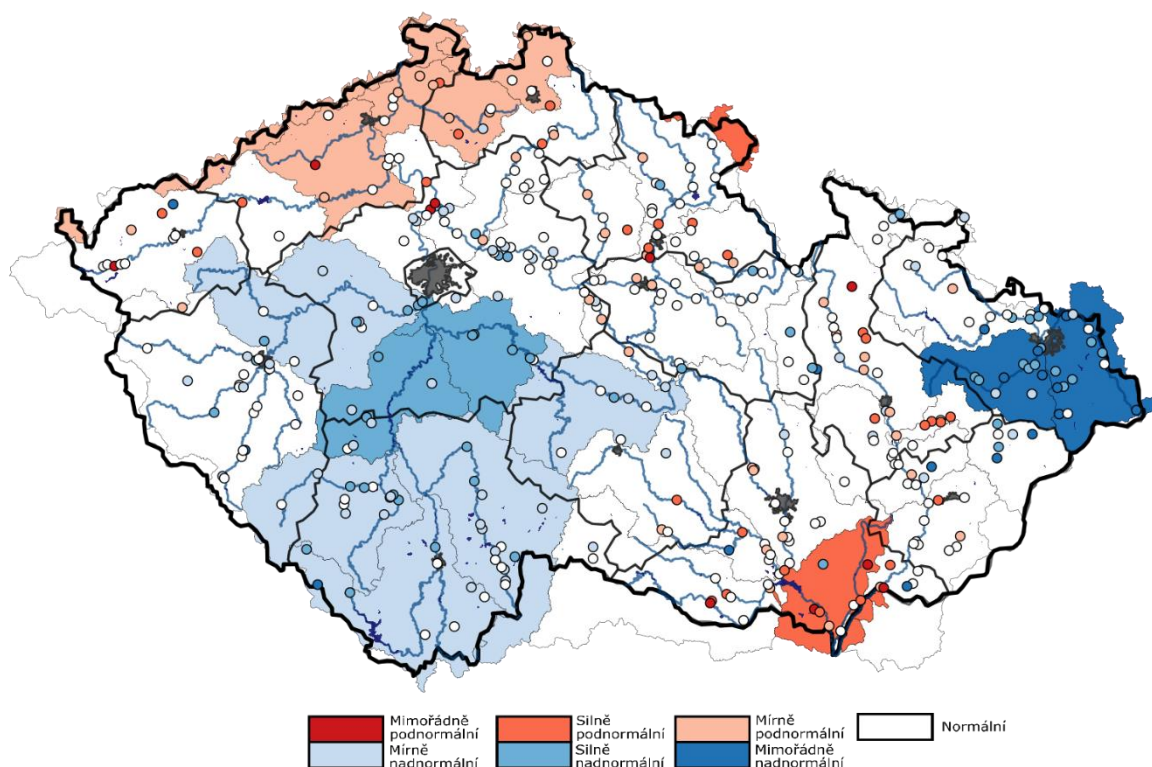 Mimořádně
podnormální
Silně
podnormální
Mírně
podnormální
Normální
Mírně
nadnormální
Silně
nadnormální
Mimořádně
nadnormální